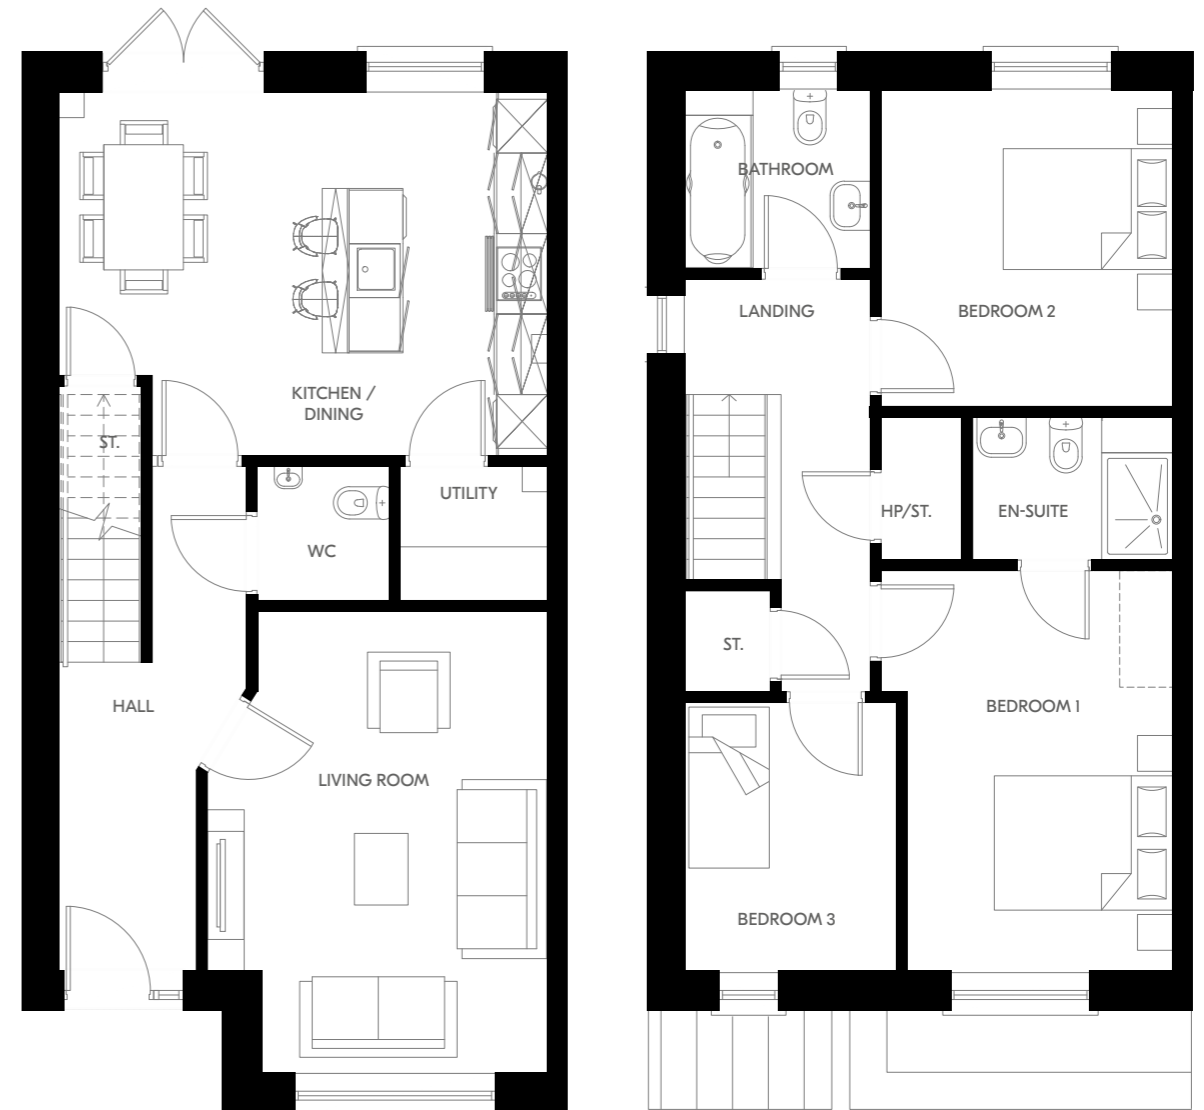 KITCHEN /
DINING
ST.
UTILITY
WC
HALL
LIVING ROOM
BATHROOM
LANDING
BEDROOM 2
HP/ST.
EN-SUITE
ST.
BEDROOM 1
BEDROOM 3